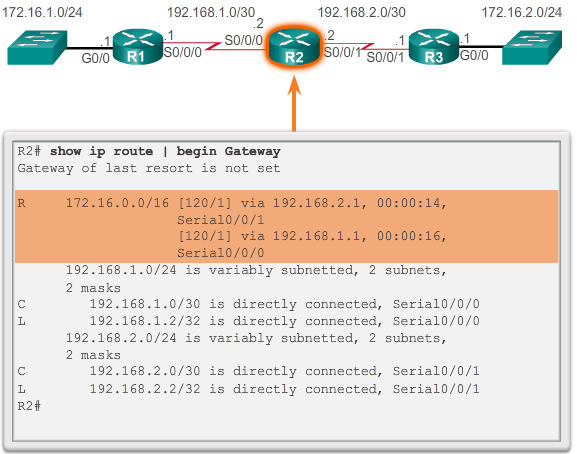 172.16.1.0/24
192.168.1.0/30
192.168.2.0/30
172.16.2.0/24
.1
G0/0
R1
.1
S0/0/0
.2
S0/0/0
R2
.2
S0/0/1
.1
S0/0/1
R3
.1
G0/0
R2# show ip route | begin Gateway
Gateway of last resort is not set
R 172.16.0.0/16 [120/1] via 192.168.2.1, 00:00:14,
Serial0/0/1
[120/1] via 192.168.1.1, 00:00:16,
Serial0/0/0
192.168.1.0/24 is variably subnetted, 2 subnets,
2 masks
C 192.168.1.0/30 is directly connected, Serial0/0/0
L 192.168.1.2/32 is directly connected, Serial0/0/0
192.168.2.0/24 is variably subnetted, 2 subnets,
2 masks
C 192.168.2.0/30 is directly connected, Serial0/0/1
L 192.168.2.2/32 is directly connected, Serial0/0/1
R2#